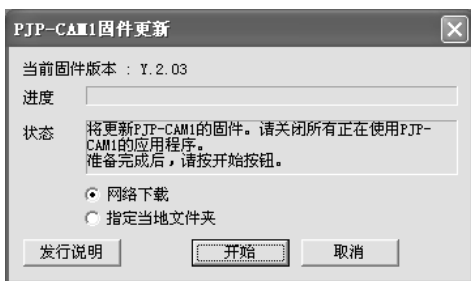 PJP-CAM1固件更新
当前固件版本 : Y.2.03
进度
状态
将更新PJP-CAM1的固件。请关闭所有正在使用PJP-
CAM1的应用程序。
准备完成后，请按开始按钮。
网络下载
指定当地文件夹
发行说明
开始
取消